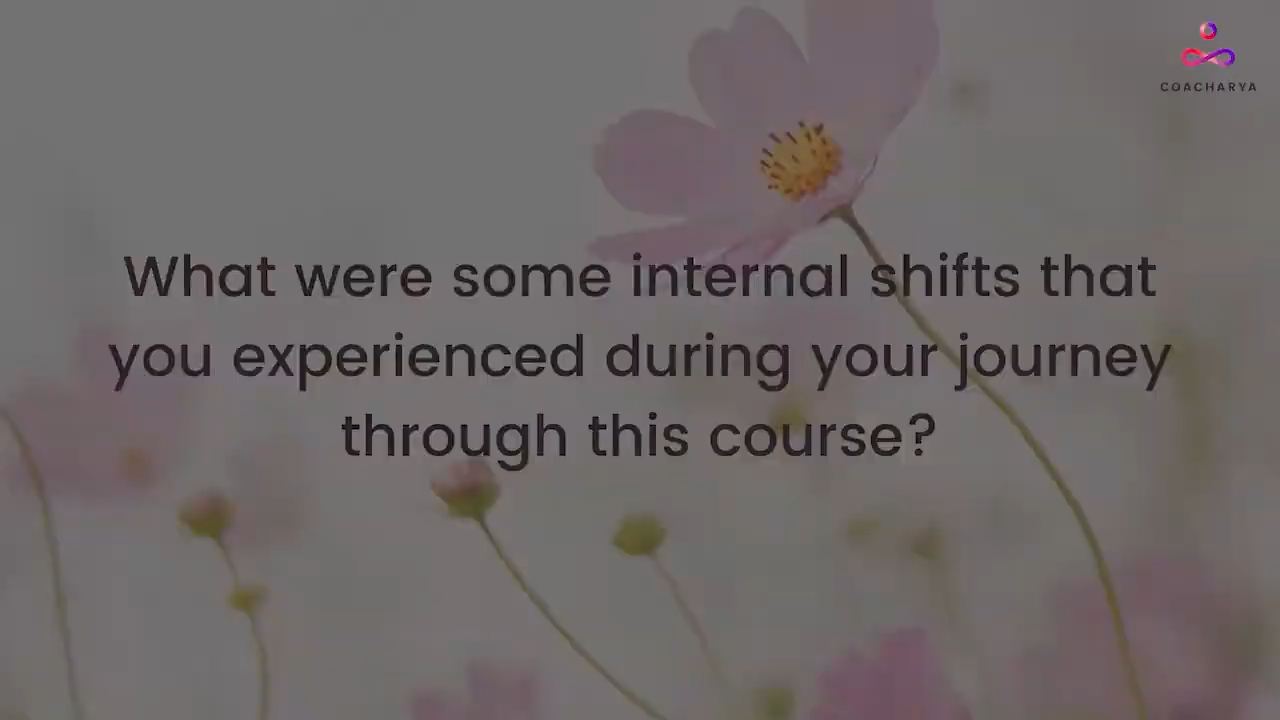 COACHARYA
What were some internal shifts that
you experienced during your journey
through this course?